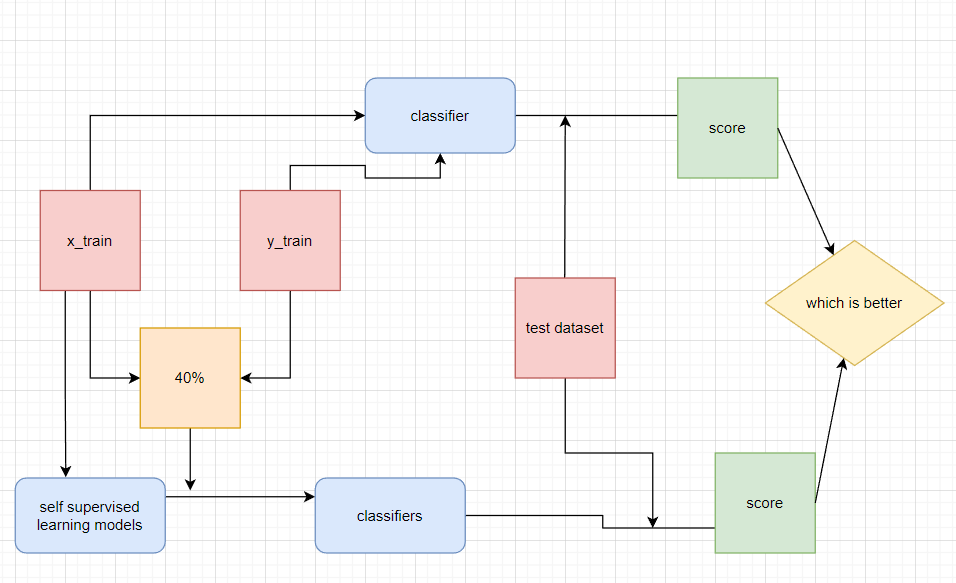 classifier
score
x_train
y_train
which is better
test dataset
40%
self supervised
learning models
classifiers
score